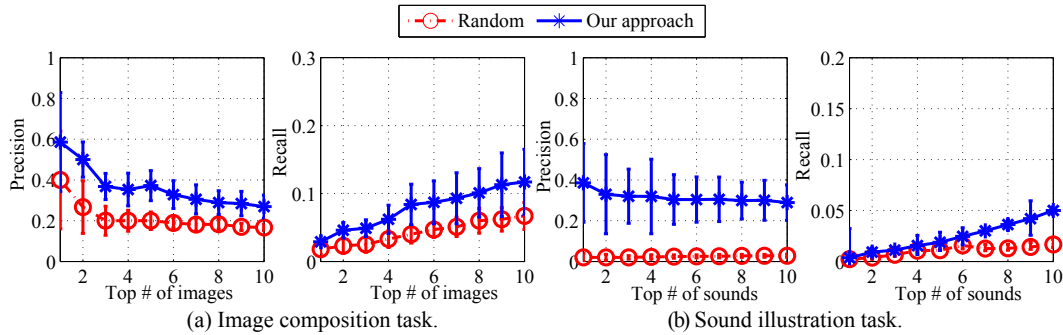 Random Our approach
1
0.8
0.6
0.4
0.2
0
Precision
2 4 6 8 10
Top # of images
0.3
0.2
0.1
0
Recall
2 4 6 8 10
Top # of images
(a) Image composition task.
1
0.8
0.6
0.4
0.2
0
Precision
2 4 6 8 10
Top # of sounds
0.2
0.15
0.1
0.05
0
Recall
2 4 6 8 10
Top # of sounds
(b) Sound illustration task.